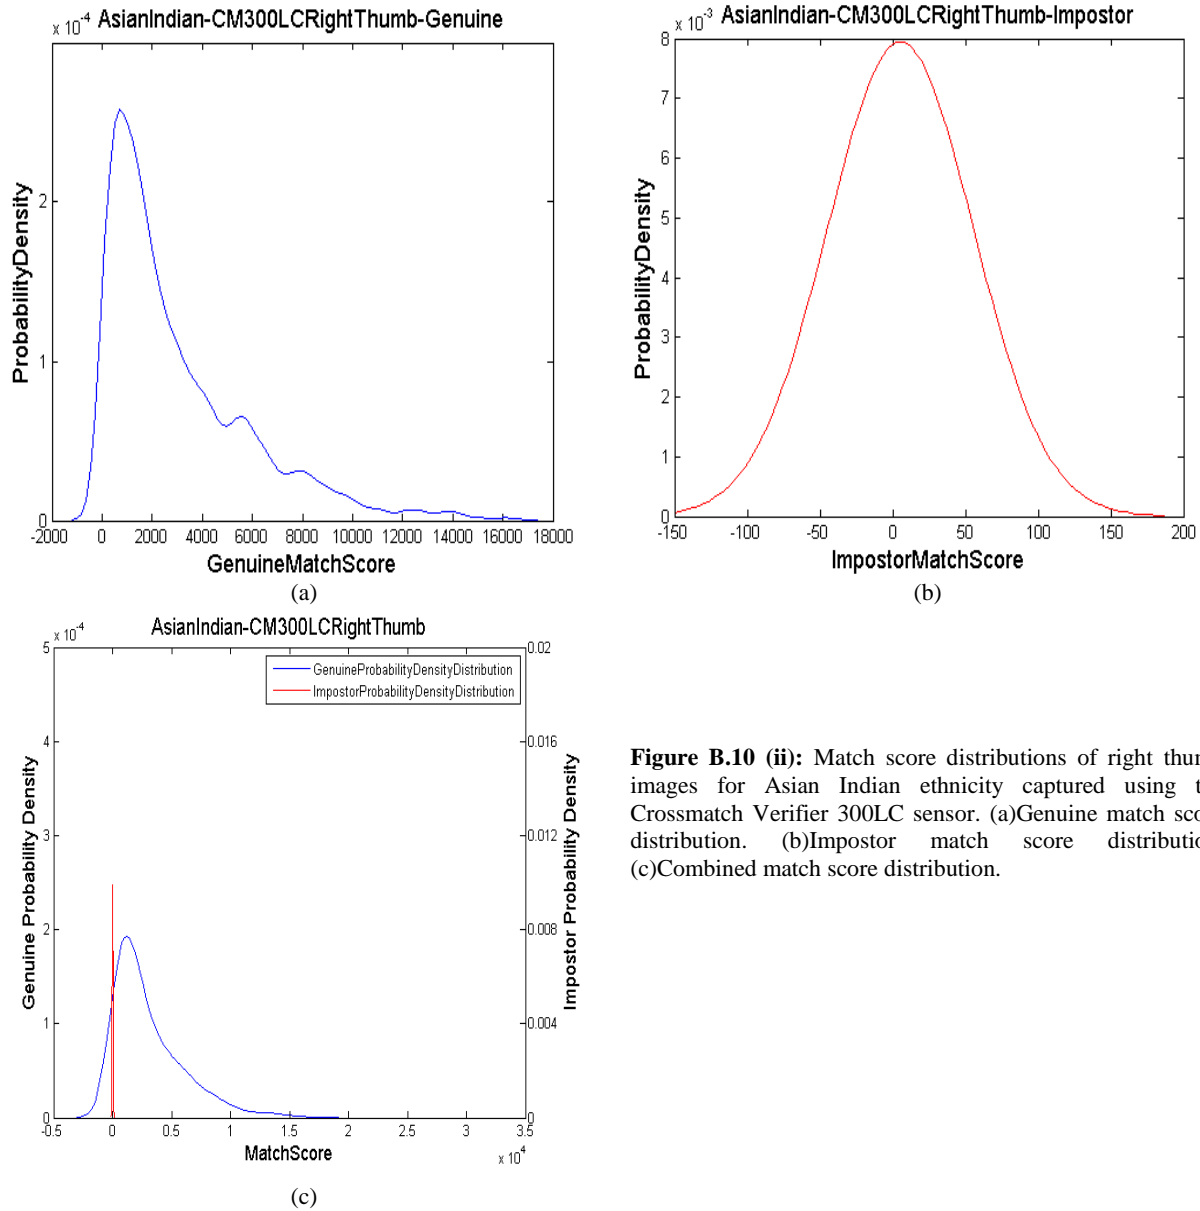 x 10⁻⁴
AsianIndian-CM300LCRightThumb-Genuine
ProbabilityDensity
2
1
0
-2000 0 2000 4000 6000 8000 10000 12000 14000 16000 18000
GenuineMatchScore
(a)
AsianIndian-CM300LCRightThumb-Impostor
x 10⁻³
ProbabilityDensity
8
7
6
5
4
3
2
1
0
-150 -100 -50 0 50 100 150 200
ImpostorMatchScore
(b)
AsianIndian-CM300LCRightThumb
x 10⁻⁴
Genuine Probability Density
5
4
3
2
1
0
GenuineProbabilityDensityDistribution
ImpostorProbabilityDensityDistribution
0.02
0.016
0.012
0.008
0.004
0
Impostor Probability Density
-0.5 0 0.5 1 1.5 2 2.5 3 3.5
MatchScore
x 10⁴
(c)
Figure B.10 (ii): Match score distributions of right thum
images for Asian Indian ethnicity captured using t
Crossmatch Verifier 300LC sensor. (a)Genuine match sco
distribution. (b)Impostor match score distributio
(c)Combined match score distribution.